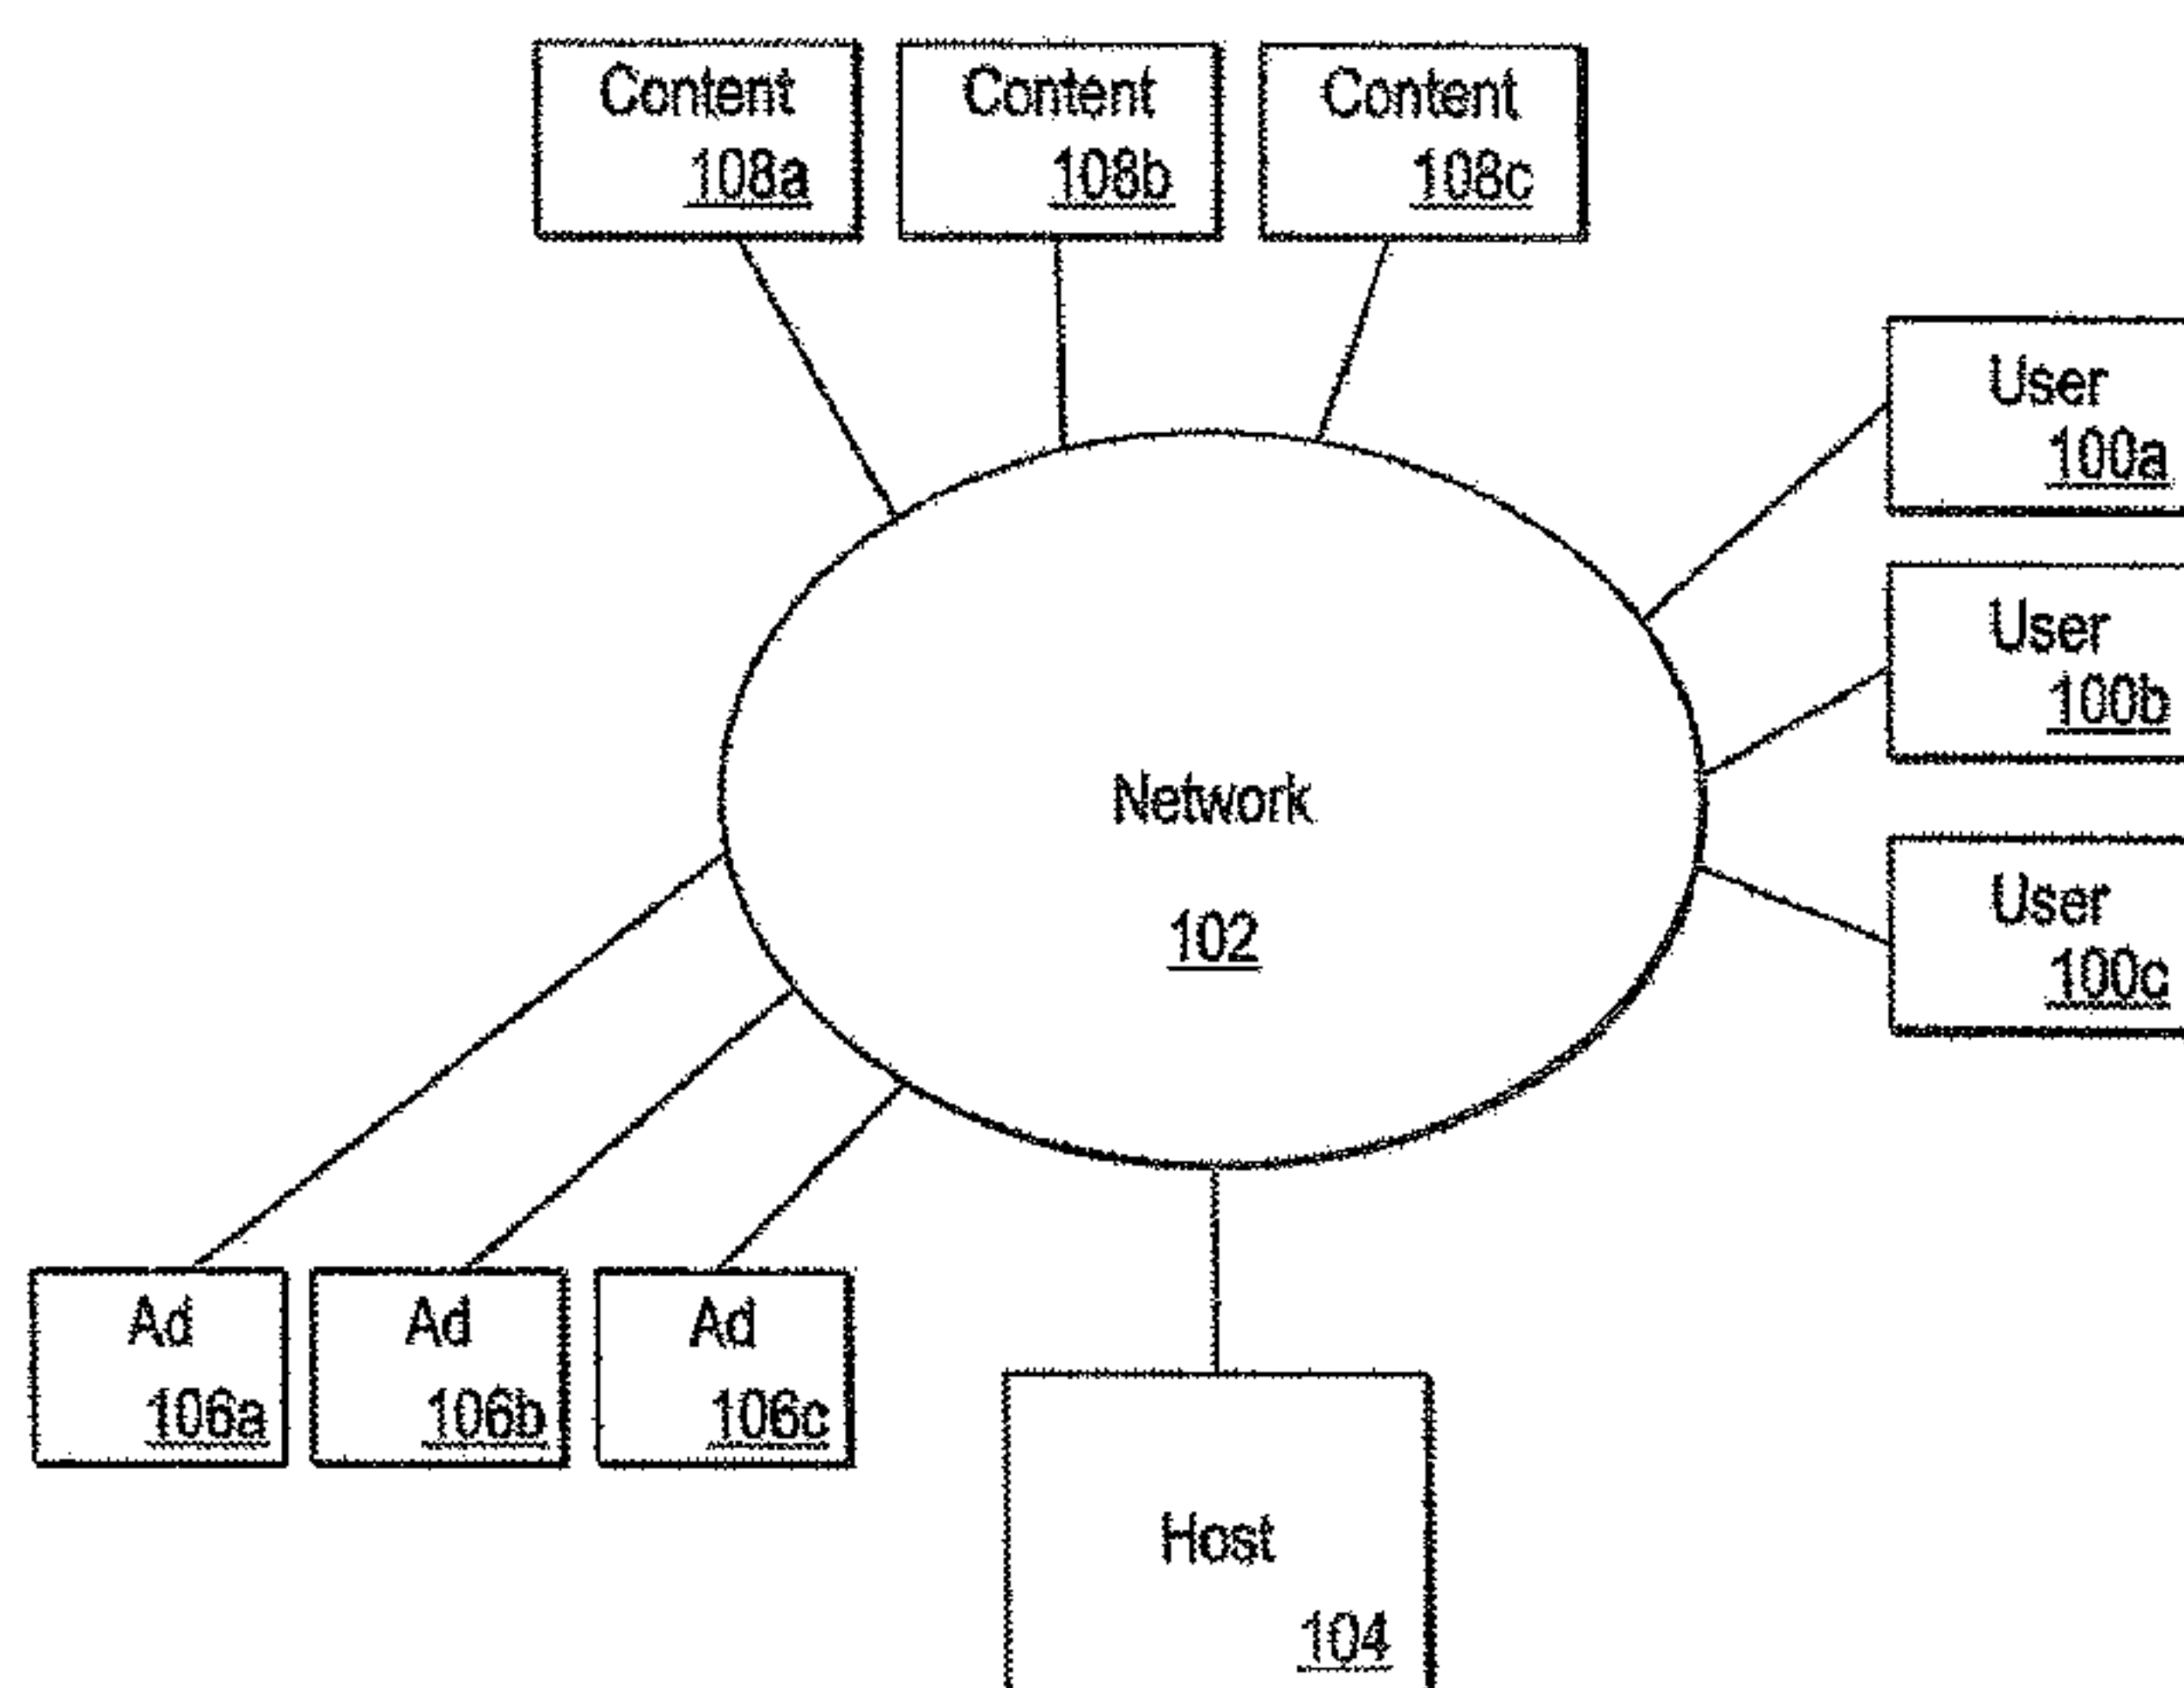 Content
108a
Content
108b
Content
108c
User
100a
User
100b
User
100c
Network
102
Ad
106a
Ad
106b
Ad
106c
Host
104